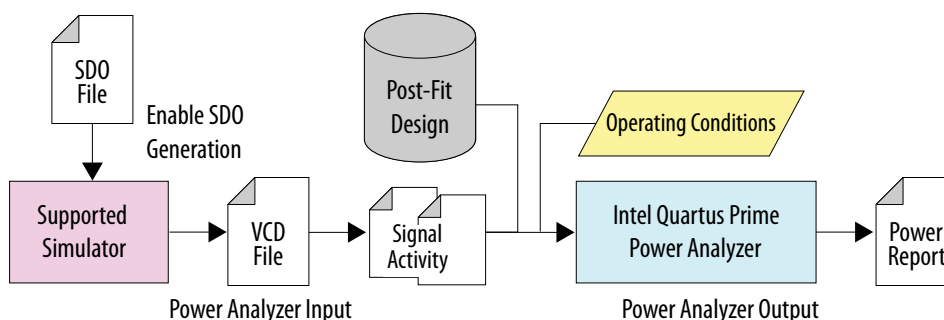 SDO
File
Enable SDO
Generation
Post-Fit
Design
Operating Conditions
Supported
Simulator
VCD
File
Signal
Activity
Intel Quartus Prime
Power Analyzer
Power
Report
Power Analyzer Input
Power Analyzer Output